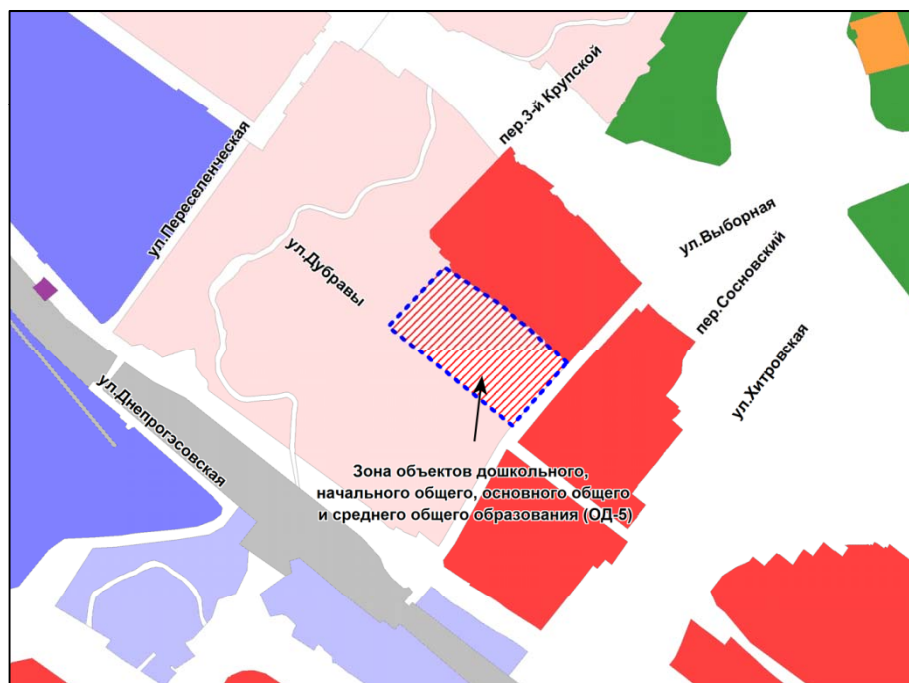 пер.3-й Крупской
ул.Переселенческая
ул.Выборная
ул.Дубравы
пер.Сосновский
ул.Хитровская
ул.Днепрогэсовская
Зона объектов дошкольного,
начального общего, основного общего
и среднего общего образования (ОД-5)